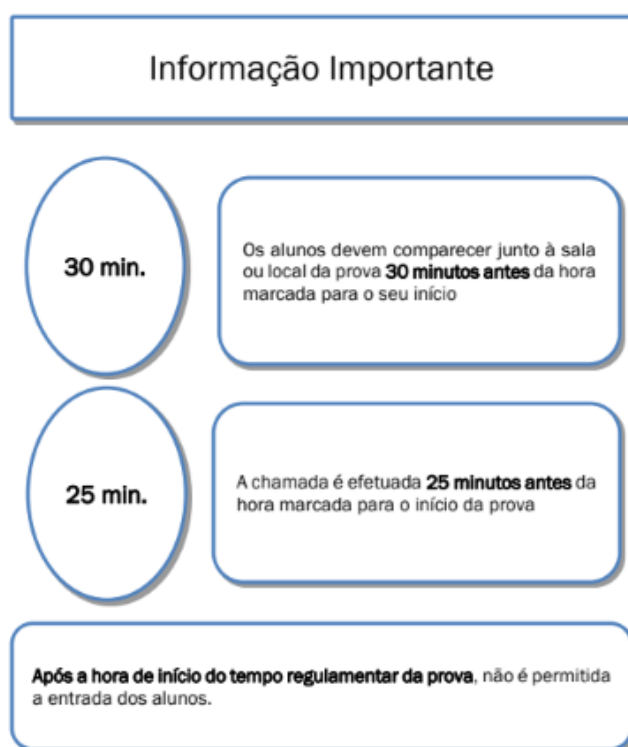 Informação Importante
30 min.
Os alunos devem comparecer junto à sala
ou local da prova 30 minutos antes da hora
marcada para o seu início
25 min.
A chamada é efetuada 25 minutos antes da
hora marcada para o início da prova
Após a hora de início do tempo regulamentar da prova, não é permitida
a entrada dos alunos.